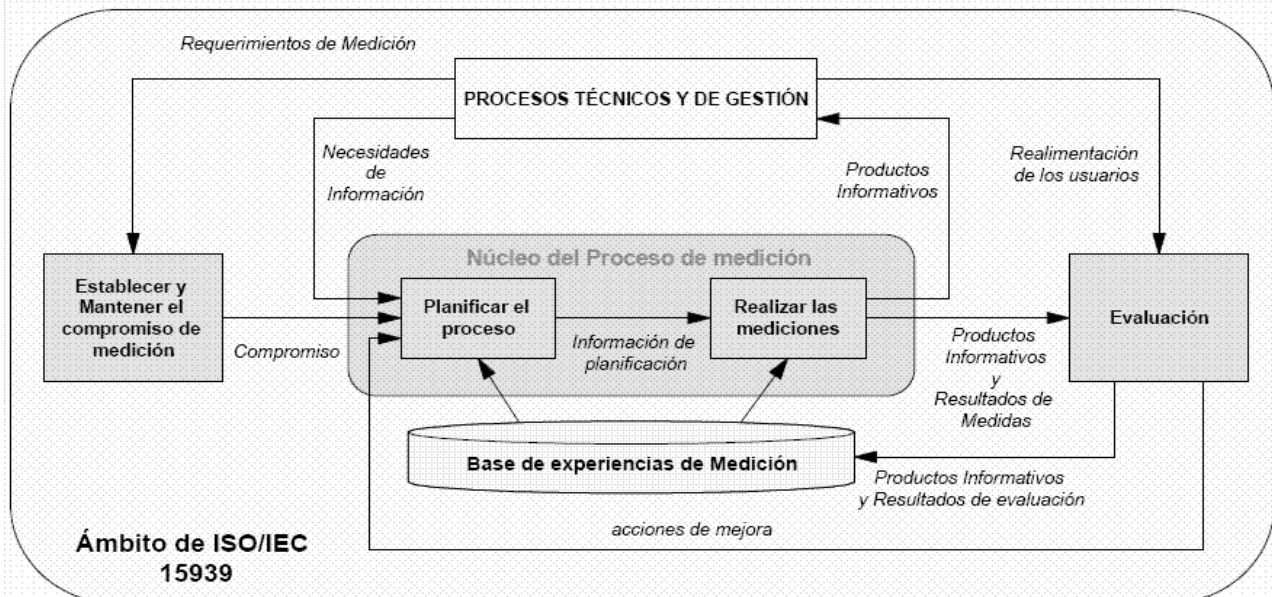 Requerimientos de Medición
PROCESOS TÉCNICOS Y DE GESTIÓN
Necesidades
de
Información
Productos
Informativos
Realimentación
de los usuarios
Núcleo del Proceso de medición
Establecer y
Mantener el
compromiso de
medición
Compromiso
Planificar el
proceso
Información de
planificación
Realizar las
mediciones
Evaluación
Productos
Informativos
y
Resultados de
Medidas
Base de experiencias de Medición
Productos Informativos
y Resultados de evaluación
acciones de mejora
Ámbito de ISO/IEC
15939